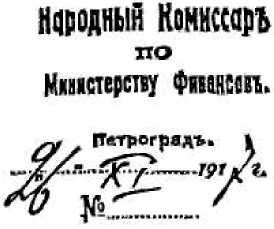 Народный Комиссаръ
по
Министерству Финансовъ.
Петроградъ.
"26" XI 1917 г.
№